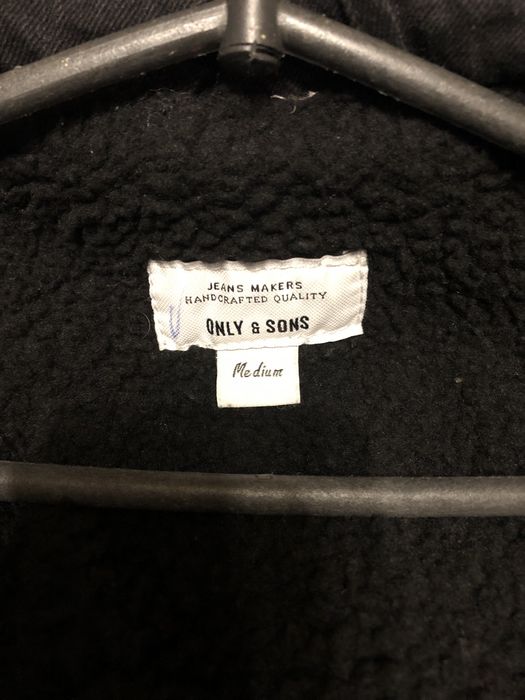 JEANS MAKERS
HANDCRAFTED QUALITY
ONLY & SONS
Medium